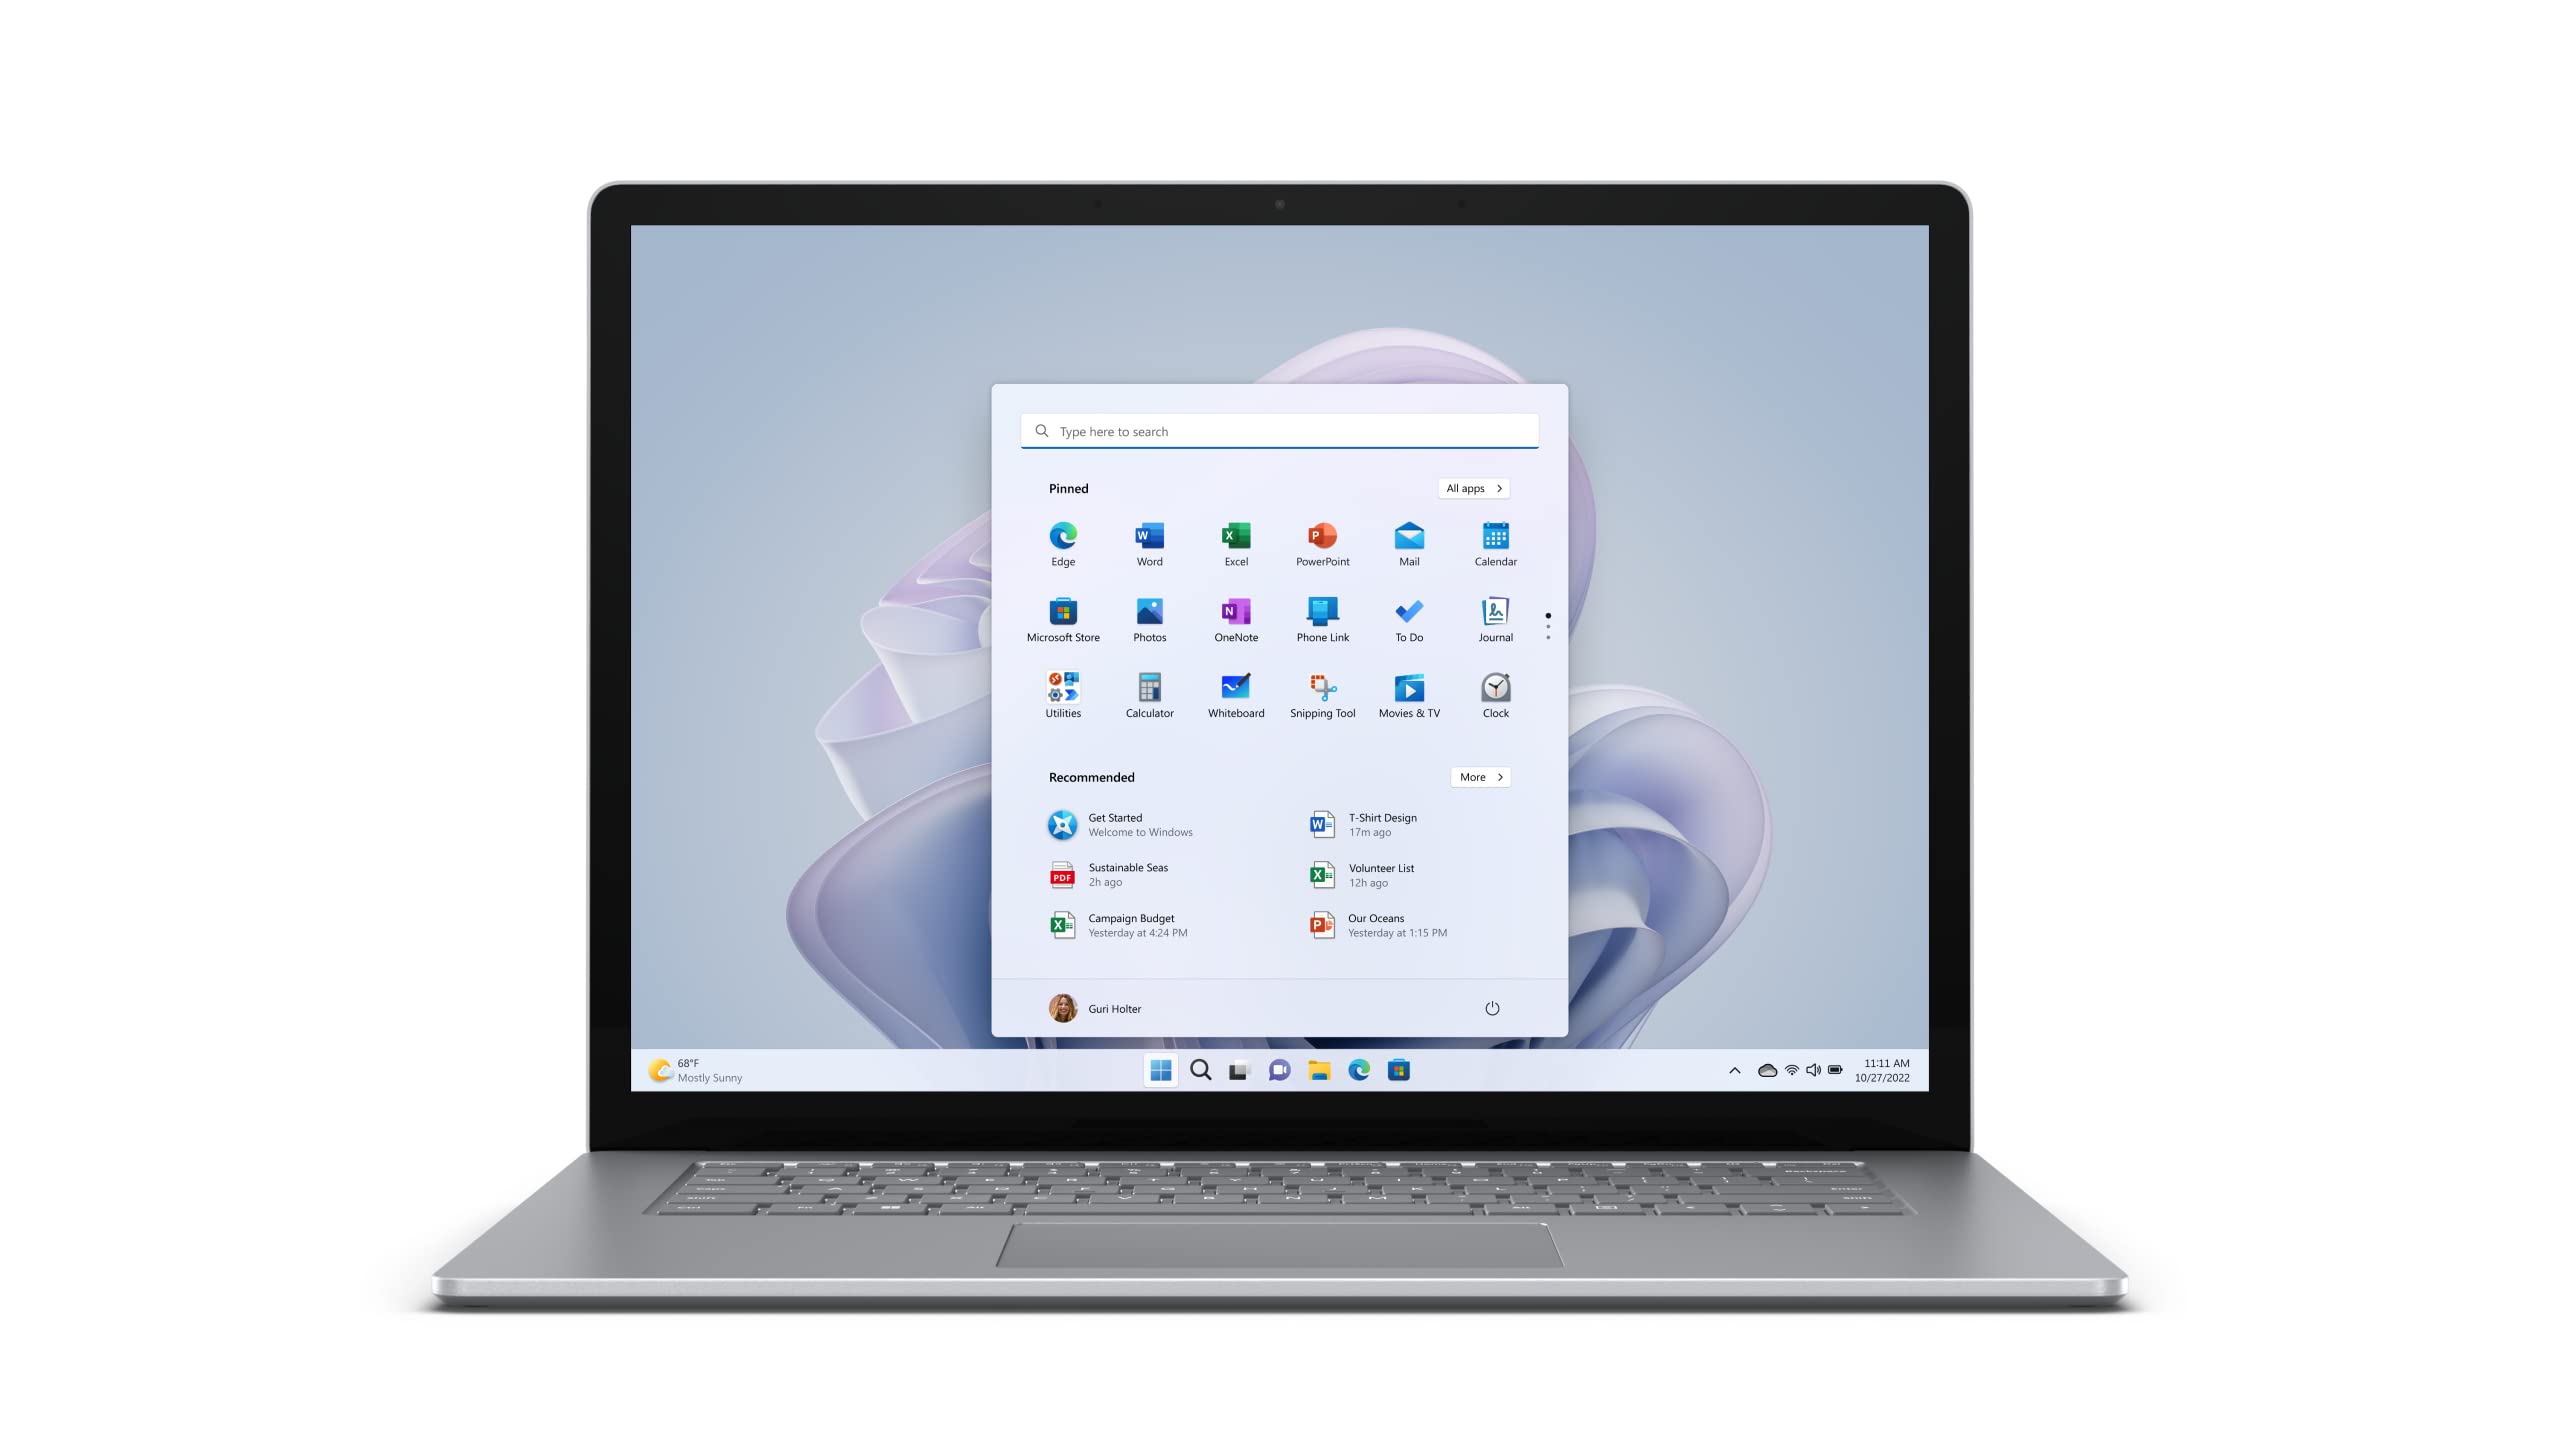 Type here to search
Pinned
All apps
Edge
Word
Excel
PowerPoint
Mail
Calendar
Microsoft Store
Photos
OneNote
Phone Link
To Do
Journal
Utilities
Calculator
Whiteboard
Snipping Tool
Movies & TV
Clock
Recommended
More
Get Started
Welcome to Windows
T-Shirt Design
17m ago
Sustainable Seas
2h ago
Volunteer List
12h ago
Campaign Budget
Yesterday at 4:24 PM
Our Oceans
Yesterday at 1:15 PM
Guri Holter
68°F
Mostly Sunny
11:11 AM
10/27/2022